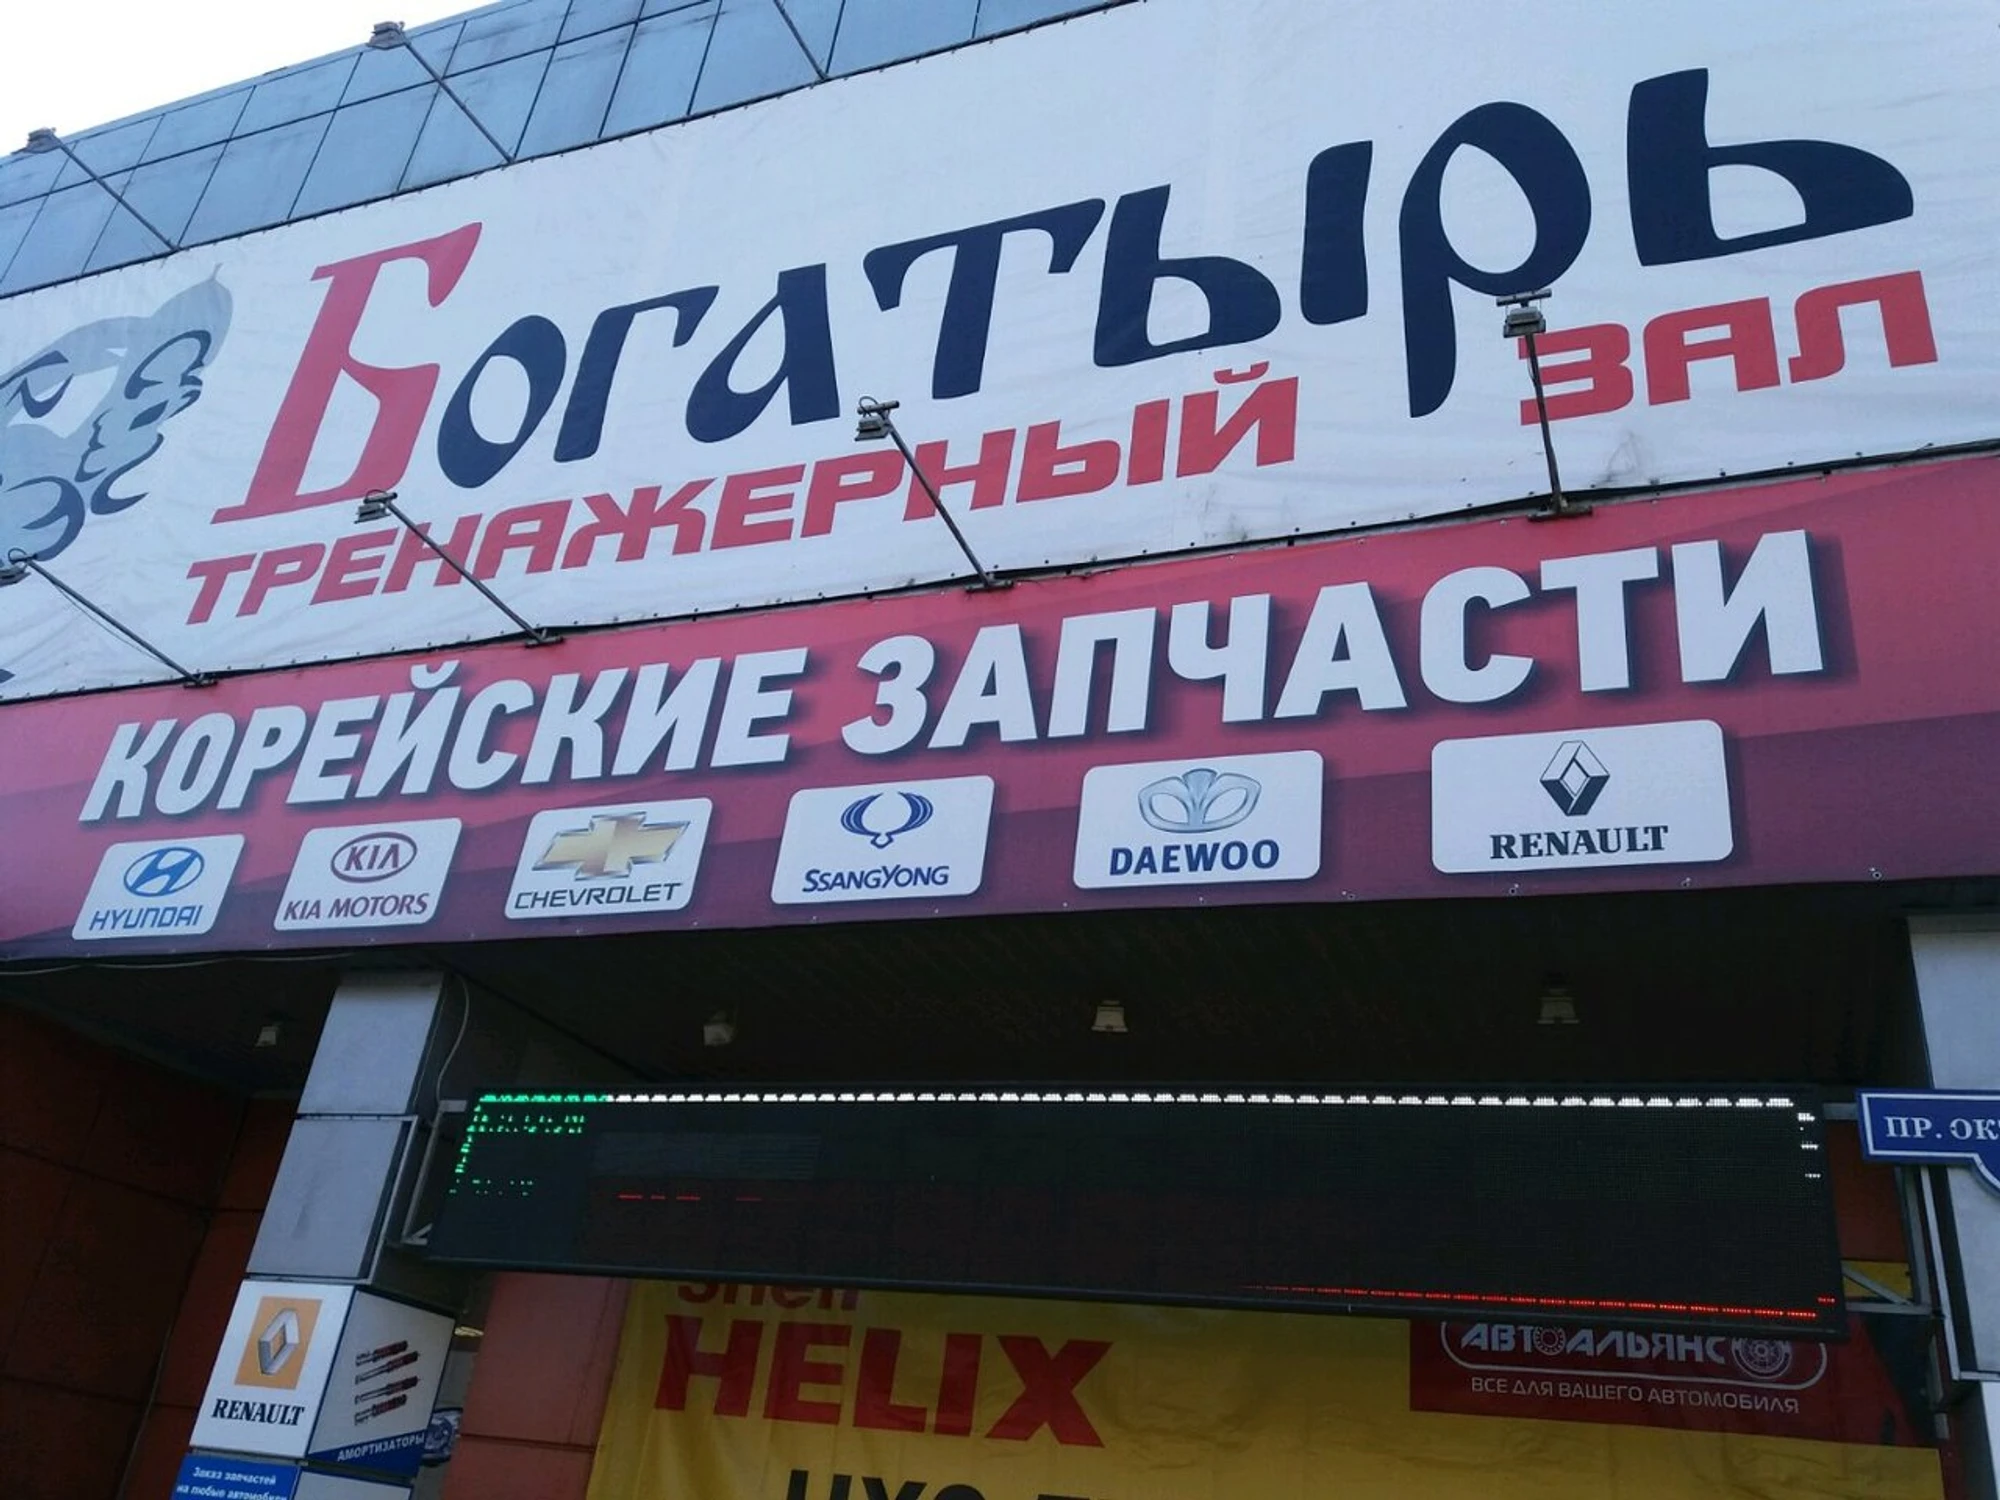 Богатырь
ТРЕНАЖЕРНЫЙ ЗАЛ
КОРЕЙСКИЕ ЗАПЧАСТИ
HYUNDAI
KIA
KIA MOTORS
CHEVROLET
SSANGYONG
DAEWOO
RENAULT
ПР.
Shell
HELIX
АВТОАЛЬЯНС
ВСЕ ДЛЯ ВАШЕГО АВТОМОБИЛЯ
RENAULT
АМОРТИЗАТОРЫ
Заказ запчастей
на любые автомобили